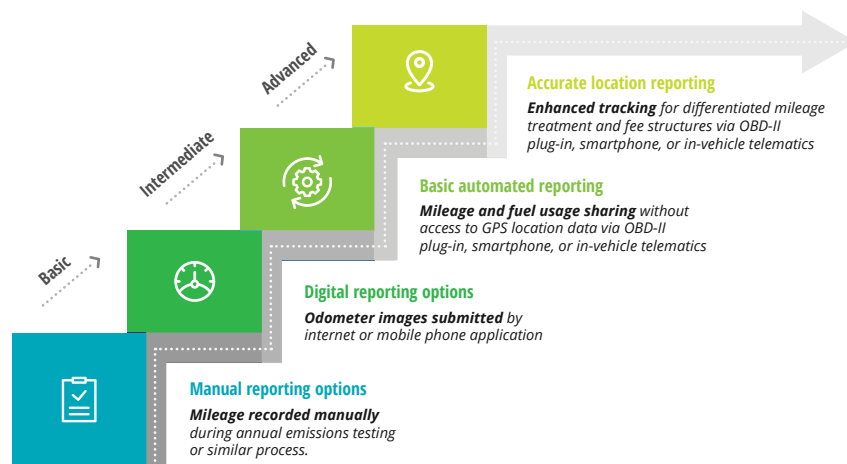 Advanced
Accurate location reporting
Enhanced tracking for differentiated mileage
treatment and fee structures via OBD-II
plug-in, smartphone, or in-vehicle telematics
Intermediate
Basic automated reporting
Mileage and fuel usage sharing without
access to GPS location data via OBD-II
plug-in, smartphone, or in-vehicle telematics
Basic
Digital reporting options
Odometer images submitted by
internet or mobile phone application
Manual reporting options
Mileage recorded manually
during annual emissions testing
or similar process.